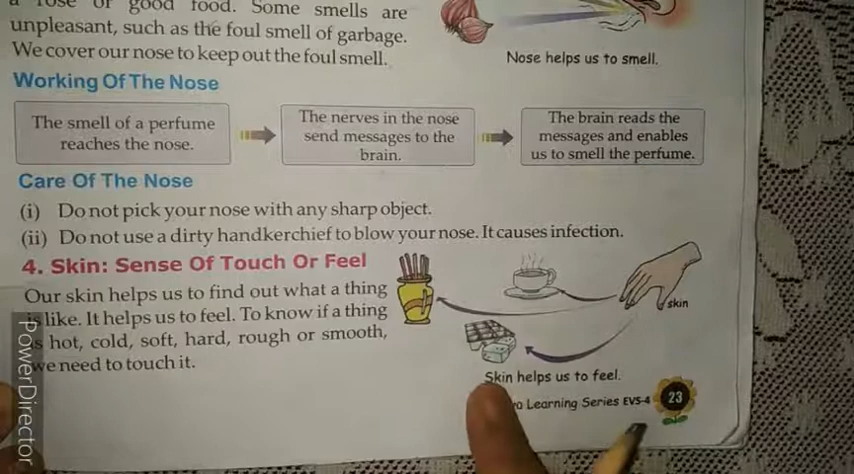 a rose or good food. Some smells are
unpleasant, such as the foul smell of garbage.
We cover our nose to keep out the foul smell.
Nose helps us to smell.
Working Of The Nose
The smell of a perfume
reaches the nose.
The nerves in the nose
send messages to the
brain.
The brain reads the
messages and enables
us to smell the perfume.
Care Of The Nose
(i) Do not pick your nose with any sharp object.
(ii) Do not use a dirty handkerchief to blow your nose. It causes infection.
4. Skin: Sense Of Touch Or Feel
Our skin helps us to find out what a thing
is like. It helps us to feel. To know if a thing
is hot, cold, soft, hard, rough or smooth,
we need to touch it.
skin
Skin helps us to feel.
Learning Series EVS-4
23
PowerDirector